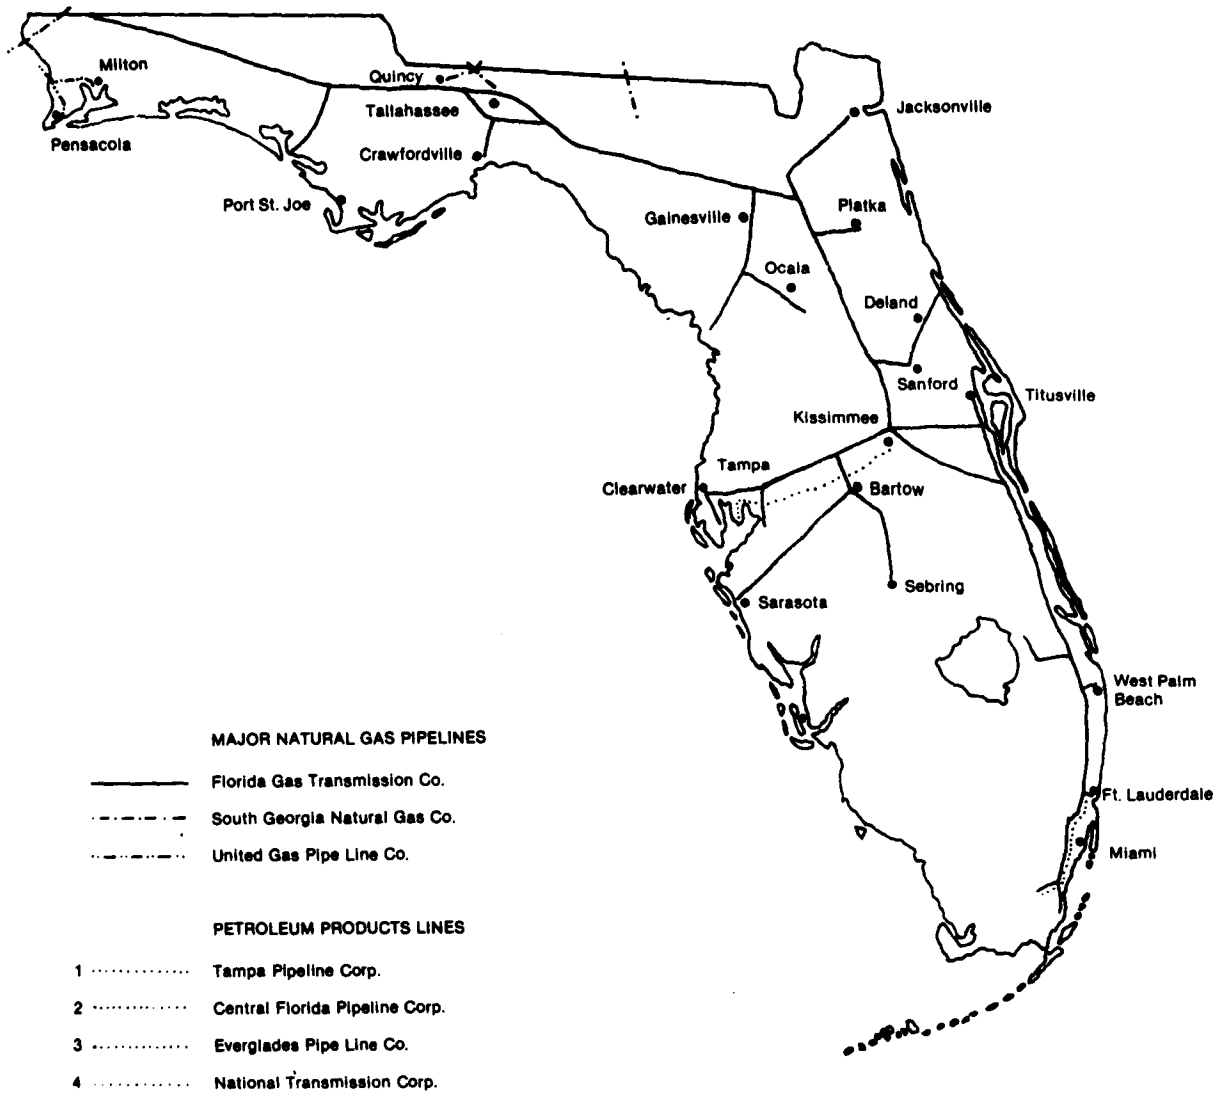 Milton
Quincy
Tallahassee
Jacksonville
Pensacola
Crawfordville
Port St. Joe
Gainesville
Platka
Ocala
Deland
Sanford
Titusville
Kissimmee
Tampa
Clearwater
Bartow
Sebring
Sarasota
West Palm
Beach
Ft. Lauderdale
Miami
MAJOR NATURAL GAS PIPELINES
Florida Gas Transmission Co.
South Georgia Natural Gas Co.
United Gas Pipe Line Co.
PETROLEUM PRODUCTS LINES
1 Tampa Pipeline Corp.
2 Central Florida Pipeline Corp.
3 Everglades Pipe Line Co.
4 National Transmission Corp.